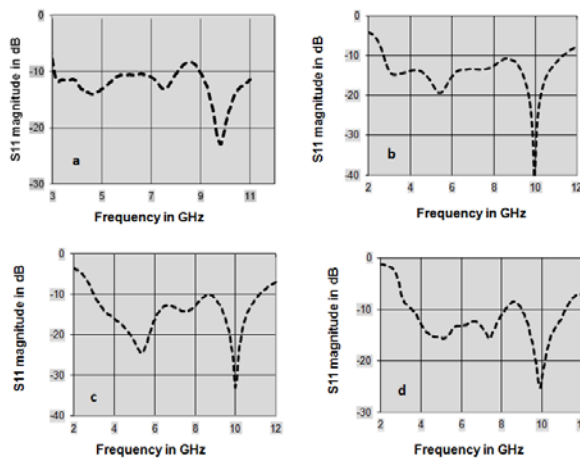 0
-10
-20
-30
S11 magnitude in dB
a
3 5 7 9 11
Frequency in GHz
0
-10
-20
-30
-40
S11 magnitude in dB
b
2 4 6 8 10 12
Frequency in GHz
0
-10
-20
-30
-40
S11 magnitude in dB
c
2 4 6 8 10 12
Frequency in GHz
0
-10
-20
-30
S11 magnitude in dB
d
2 4 6 8 10
Frequency in GHz